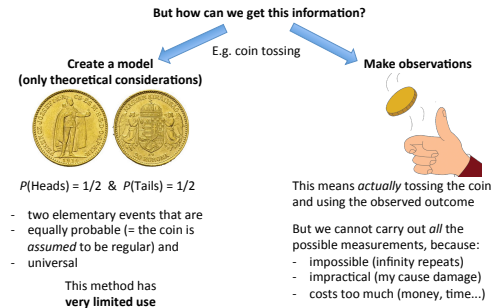 But how can we get this information?
E.g. coin tossing
Create a model
(only theoretical considerations)
P(Heads) = 1/2 & P(Tails) = 1/2
- two elementary events that are
- equally probable (= the coin is
assumed to be regular) and
- universal
This method has
very limited use
Make observations
This means actually tossing the coin
and using the observed outcome
But we cannot carry out all the
possible measurements, because:
- impossible (infinity repeats)
- impractical (my cause damage)
- costs too much (money, time...)